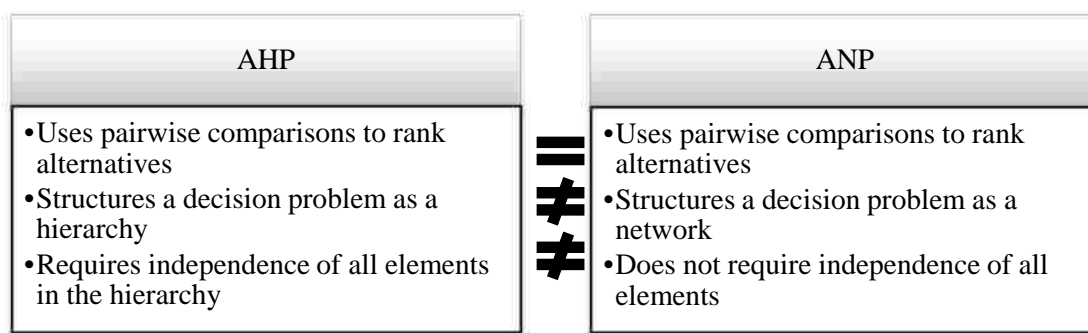 AHP
•Uses pairwise comparisons to rank
alternatives
•Structures a decision problem as a
hierarchy
•Requires independence of all elements
in the hierarchy
=
≠
≠
ANP
•Uses pairwise comparisons to rank
alternatives
•Structures a decision problem as a
network
•Does not require independence of all
elements